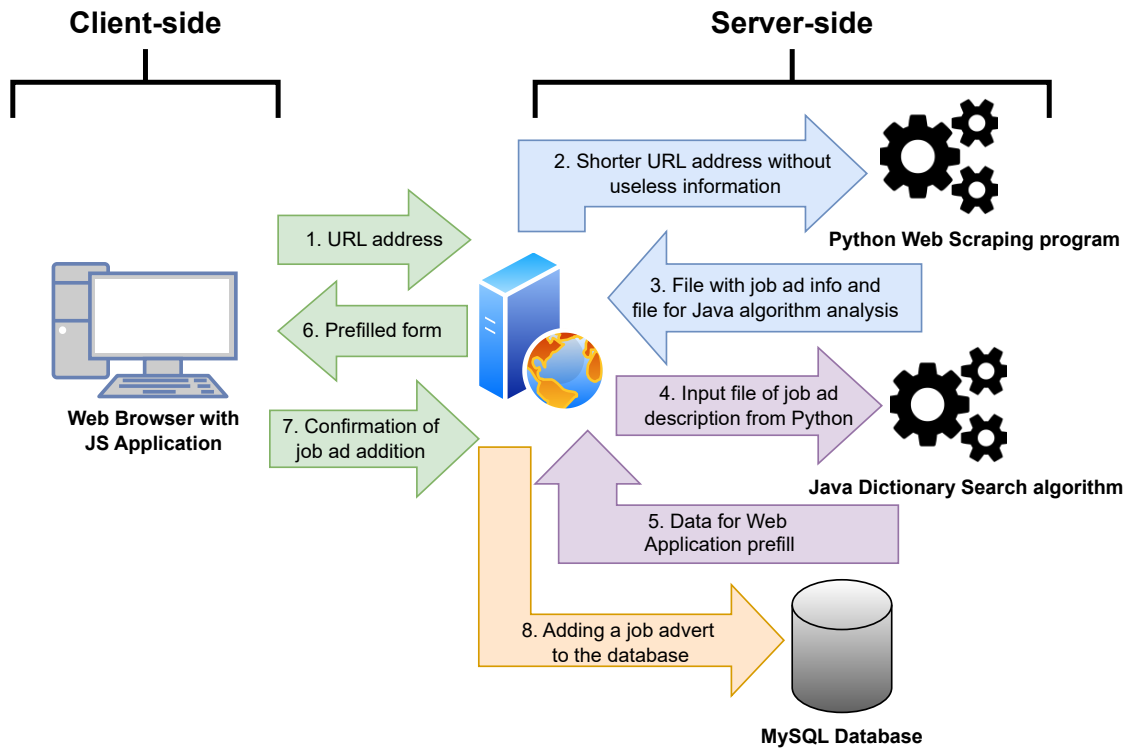 Client-side
Server-side
2. Shorter URL address without
useless information
Python Web Scraping program
1. URL address
3. File with job ad info and
file for Java algorithm analysis
6. Prefilled form
4. Input file of job ad
description from Python
Web Browser with
JS Application
7. Confirmation of
job ad addition
Java Dictionary Search algorithm
5. Data for Web
Application prefill
8. Adding a job advert
to the database
MySQL Database